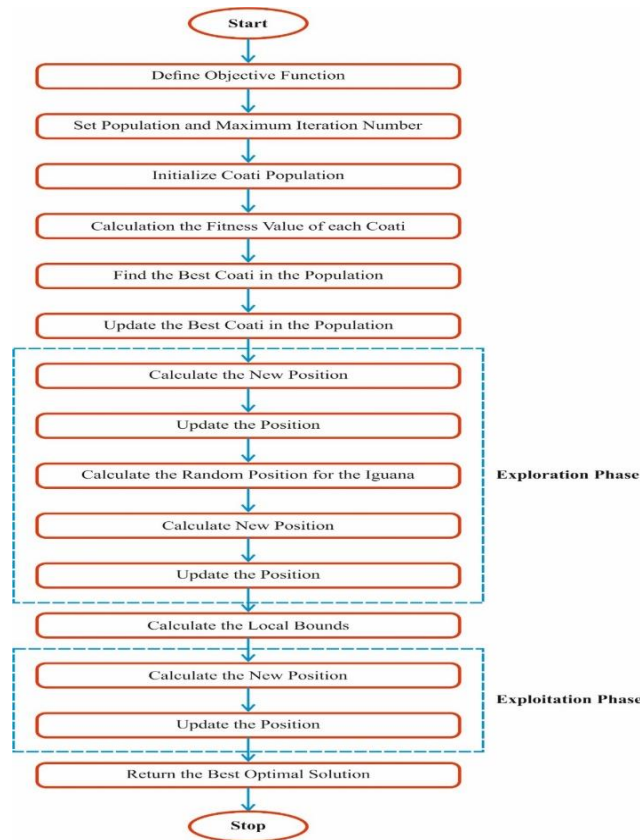 Start
Define Objective Function
Set Population and Maximum Iteration Number
Initialize Coati Population
Calculation the Fitness Value of each Coati
Find the Best Coati in the Population
Update the Best Coati in the Population
Calculate the New Position
Update the Position
Calculate the Random Position for the Iguana
Exploration Phase
Calculate New Position
Update the Position
Calculate the Local Bounds
Calculate the New Position
Exploitation Phase
Update the Position
Return the Best Optimal Solution
Stop